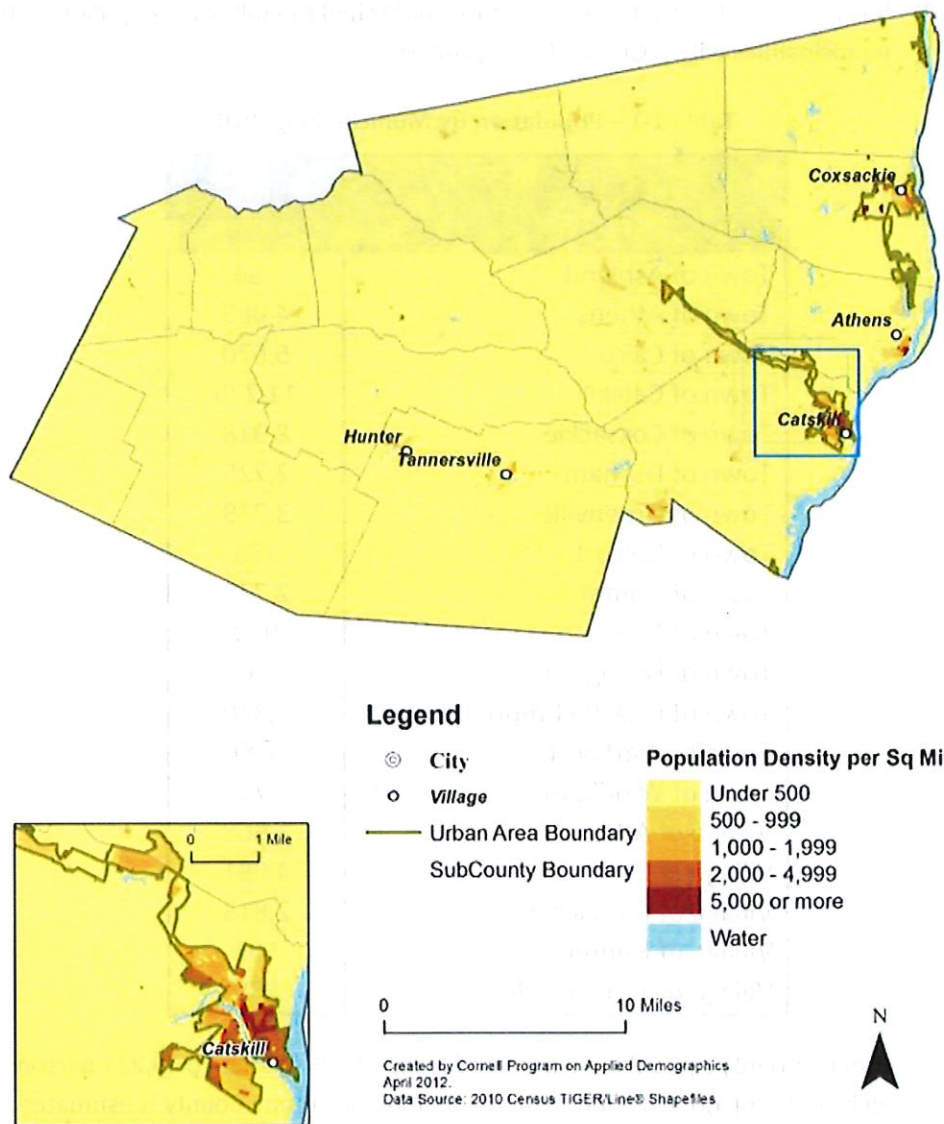 Coxsackie
Athens
Catskill
Hunter
Tannersville
Legend
City
Village
Urban Area Boundary
SubCounty Boundary
Population Density per Sq Mi
Under 500
500 - 999
1,000 - 1,999
2,000 - 4,999
5,000 or more
Water
0 1 Mile
Catskill
0 10 Miles
N
Created by Cornell Program on Applied Demographics
April 2012.
Data Source: 2010 Census TIGER/Line® Shapefiles